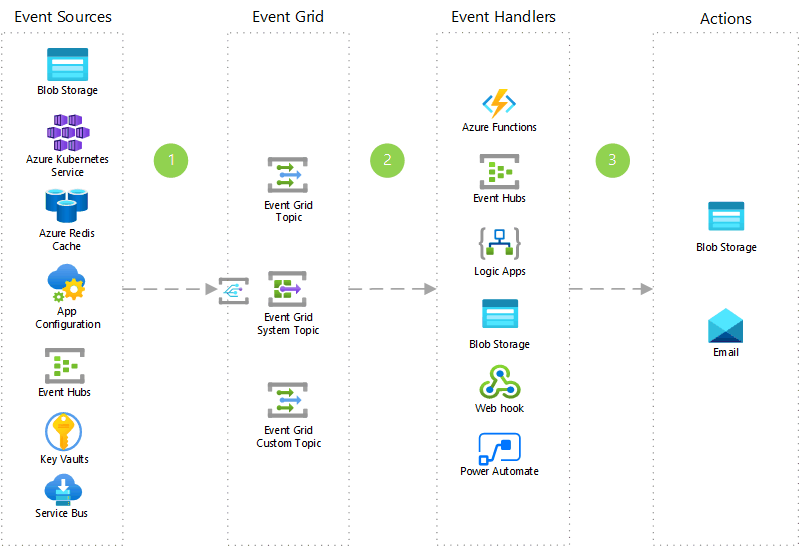 Event Sources
Event Grid
Event Handlers
Actions
Blob Storage
Azure Kubernetes
Service
Azure Redis
Cache
App
Configuration
Event Hubs
Key Vaults
Service Bus
1
Event Grid
Topic
Event Grid
System Topic
Event Grid
Custom Topic
2
Azure Functions
Event Hubs
Logic Apps
Blob Storage
Web hook
Power Automate
3
Blob Storage
Email